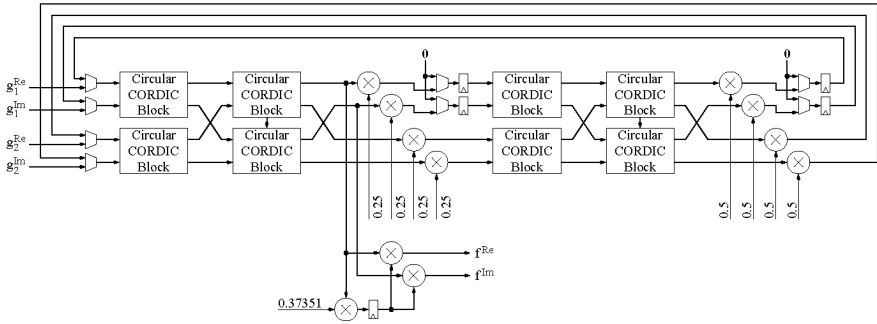 0
0
g₁ᴿᵉ
g₁ᴵᵐ
g₂ᴿᵉ
g₂ᴵᵐ
Circular
CORDIC
Block
Circular
CORDIC
Block
Circular
CORDIC
Block
Circular
CORDIC
Block
Circular
CORDIC
Block
Circular
CORDIC
Block
Circular
CORDIC
Block
Circular
CORDIC
Block
0.25
0.25
0.25
0.25
0.5
0.5
0.5
0.5
fᴿᵉ
fᴵᵐ
0.37351